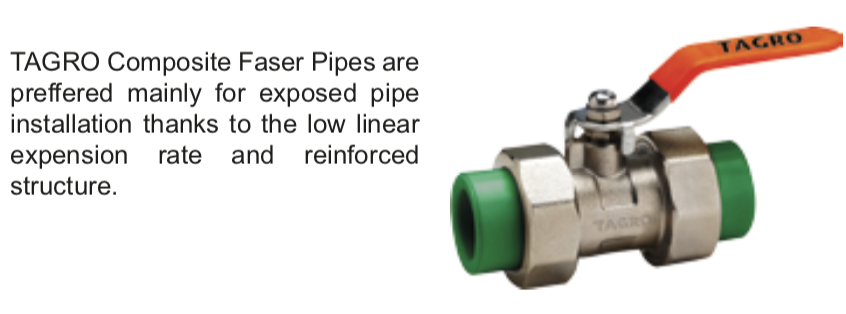 TAGRO Composite Faser Pipes are
preffered mainly for exposed pipe
installation thanks to the low linear
expension rate and reinforced
structure.
TAGRO
TAGRO